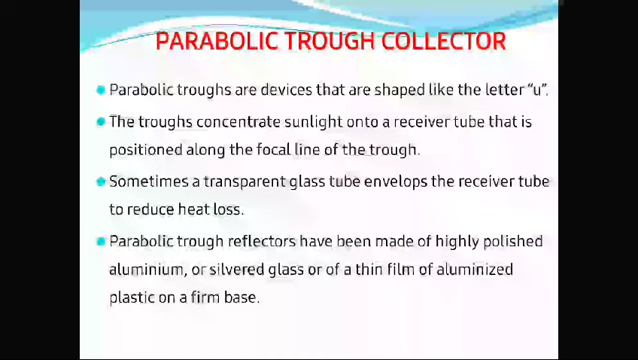 PARABOLIC TROUGH COLLECTOR
Parabolic troughs are devices that are shaped like the letter “u”.
The troughs concentrate sunlight onto a receiver tube that is
positioned along the focal line of the trough.
Sometimes a transparent glass tube envelops the receiver tube
to reduce heat loss.
Parabolic trough reflectors have been made of highly polished
aluminium, or silvered glass or of a thin film of aluminized
plastic on a firm base.